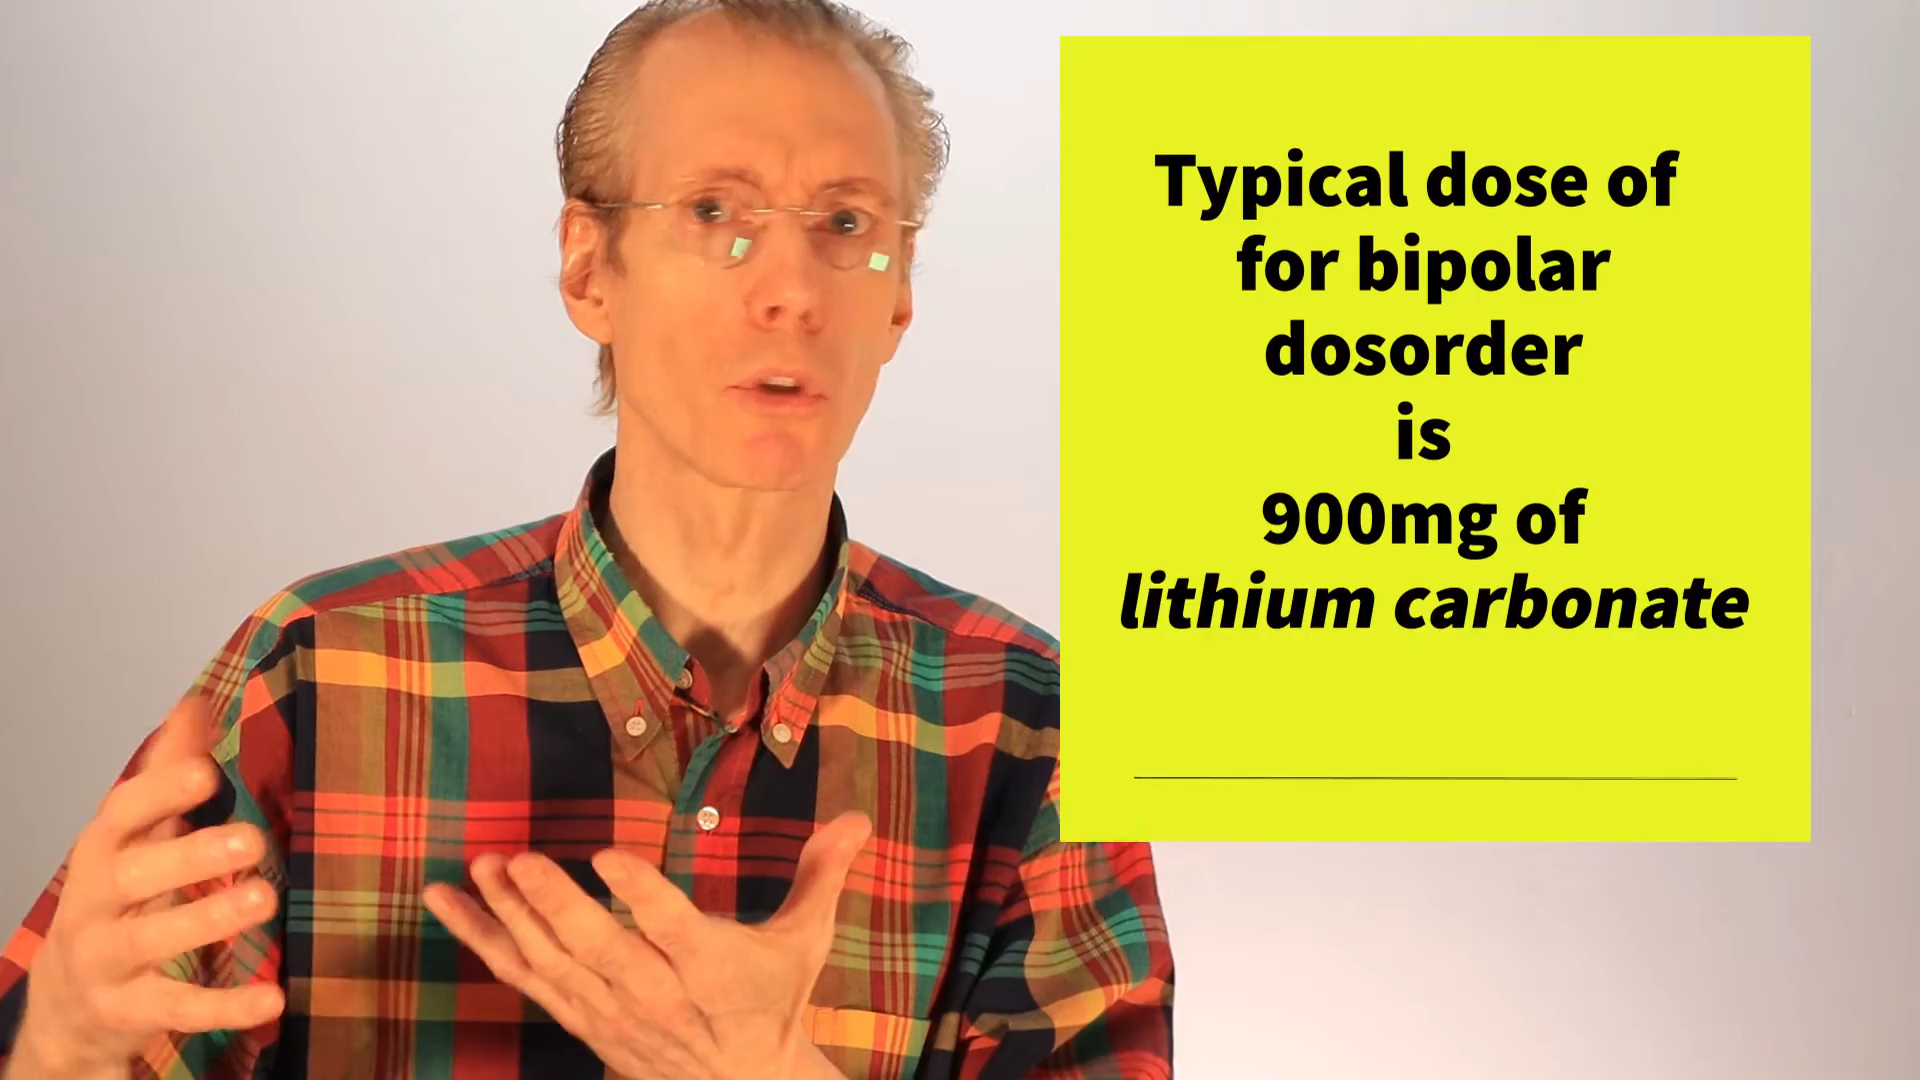 Typical dose of
for bipolar
dosorder
is
900mg of
lithium carbonate